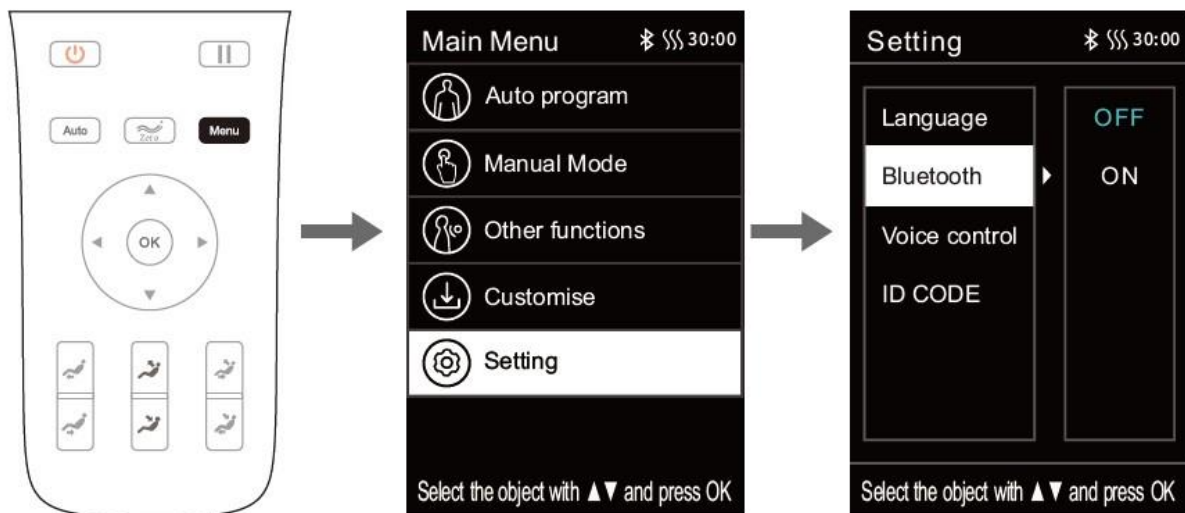 Auto
Zero
Menu
OK
Main Menu
30:00
Auto program
Manual Mode
Other functions
Customise
Setting
Select the object with ▲▼ and press OK
Setting
30:00
Language
Bluetooth
Voice control
ID CODE
OFF
ON
Select the object with ▲▼ and press OK